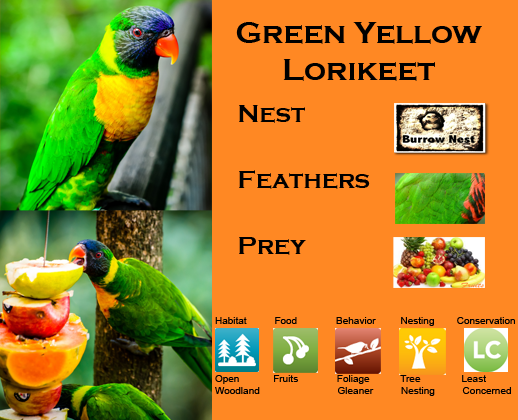 Green Yellow
Lorikeet
Nest
Burrow Nest
Feathers
Prey
Habitat Food Behavior Nesting Conservation
LC
Open Fruits Foliage Tree Least
Woodland Gleaner Nesting Concerned